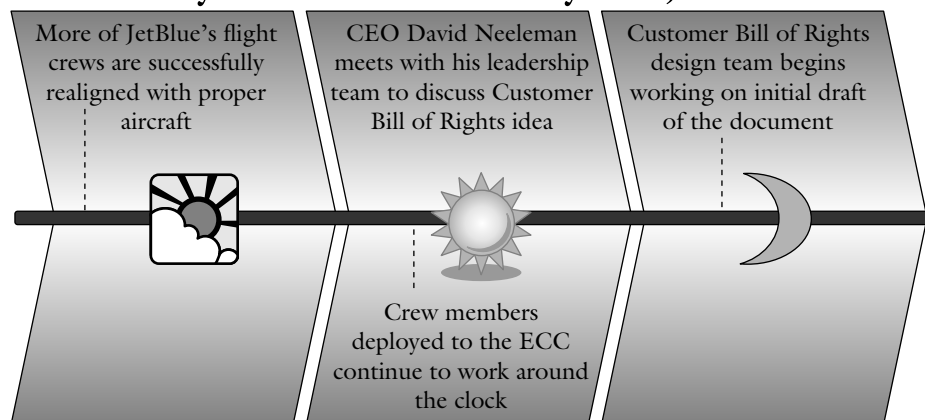 More of JetBlue's flight
crews are successfully
realigned with proper
aircraft
CEO David Neeleman
meets with his leadership
team to discuss Customer
Bill of Rights idea
Customer Bill of Rights
design team begins
working on initial draft
of the document
Crew members
deployed to the ECC
continue to work around
the clock